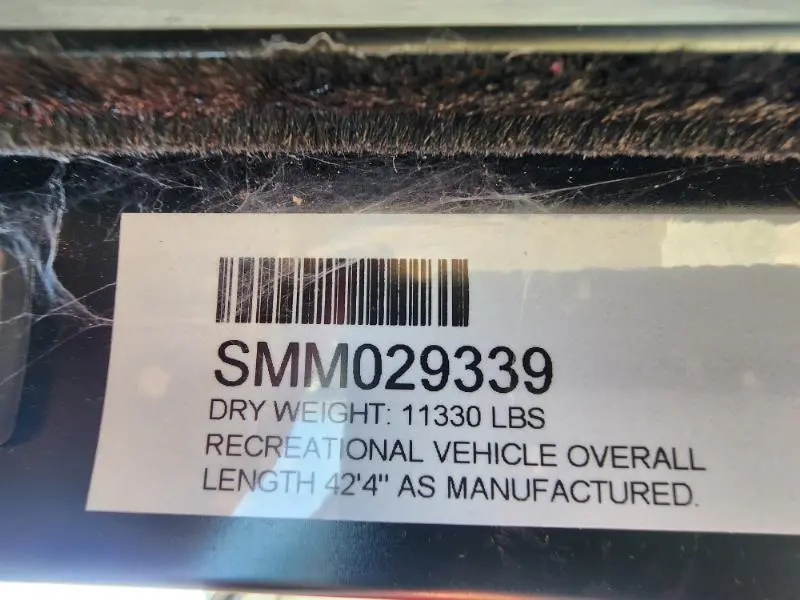 SMM029339
DRY WEIGHT: 11330 LBS
RECREATIONAL VEHICLE OVERALL
LENGTH 42'4" AS MANUFACTURED.